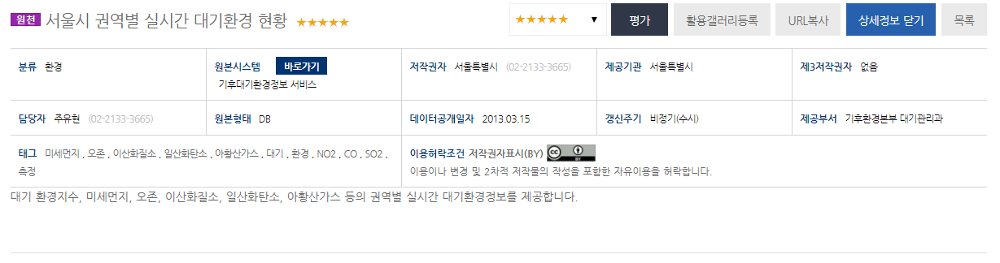 원천 서울시 권역별 실시간 대기환경 현황 ★★★★★ ★★★★★ ▼ 평가 활용갤러리등록 URL복사 상세정보 닫기 목록
분류 환경 원본시스템 바로가기 저작권자 서울특별시 (02-2133-3665) 제공기관 서울특별시 제3저작권자 없음
기후대기환경정보 서비스
담당자 주유현 (02-2133-3665) 원본형태 DB 데이터공개일자 2013.03.15 갱신주기 비정기(수시) 제공부서 기후환경본부 대기관리과
태그 미세먼지 , 오존 , 이산화질소 , 일산화탄소 , 아황산가스 , 대기 , 환경 , NO2 , CO , SO2 , 이용허락조건 저작권자표시(BY) cc BY
측정 이용이나 변경 및 2차적 저작물의 작성을 포함한 자유이용을 허락합니다.
대기 환경지수, 미세먼지, 오존, 이산화질소, 일산화탄소, 아황산가스 등의 권역별 실시간 대기환경정보를 제공합니다.